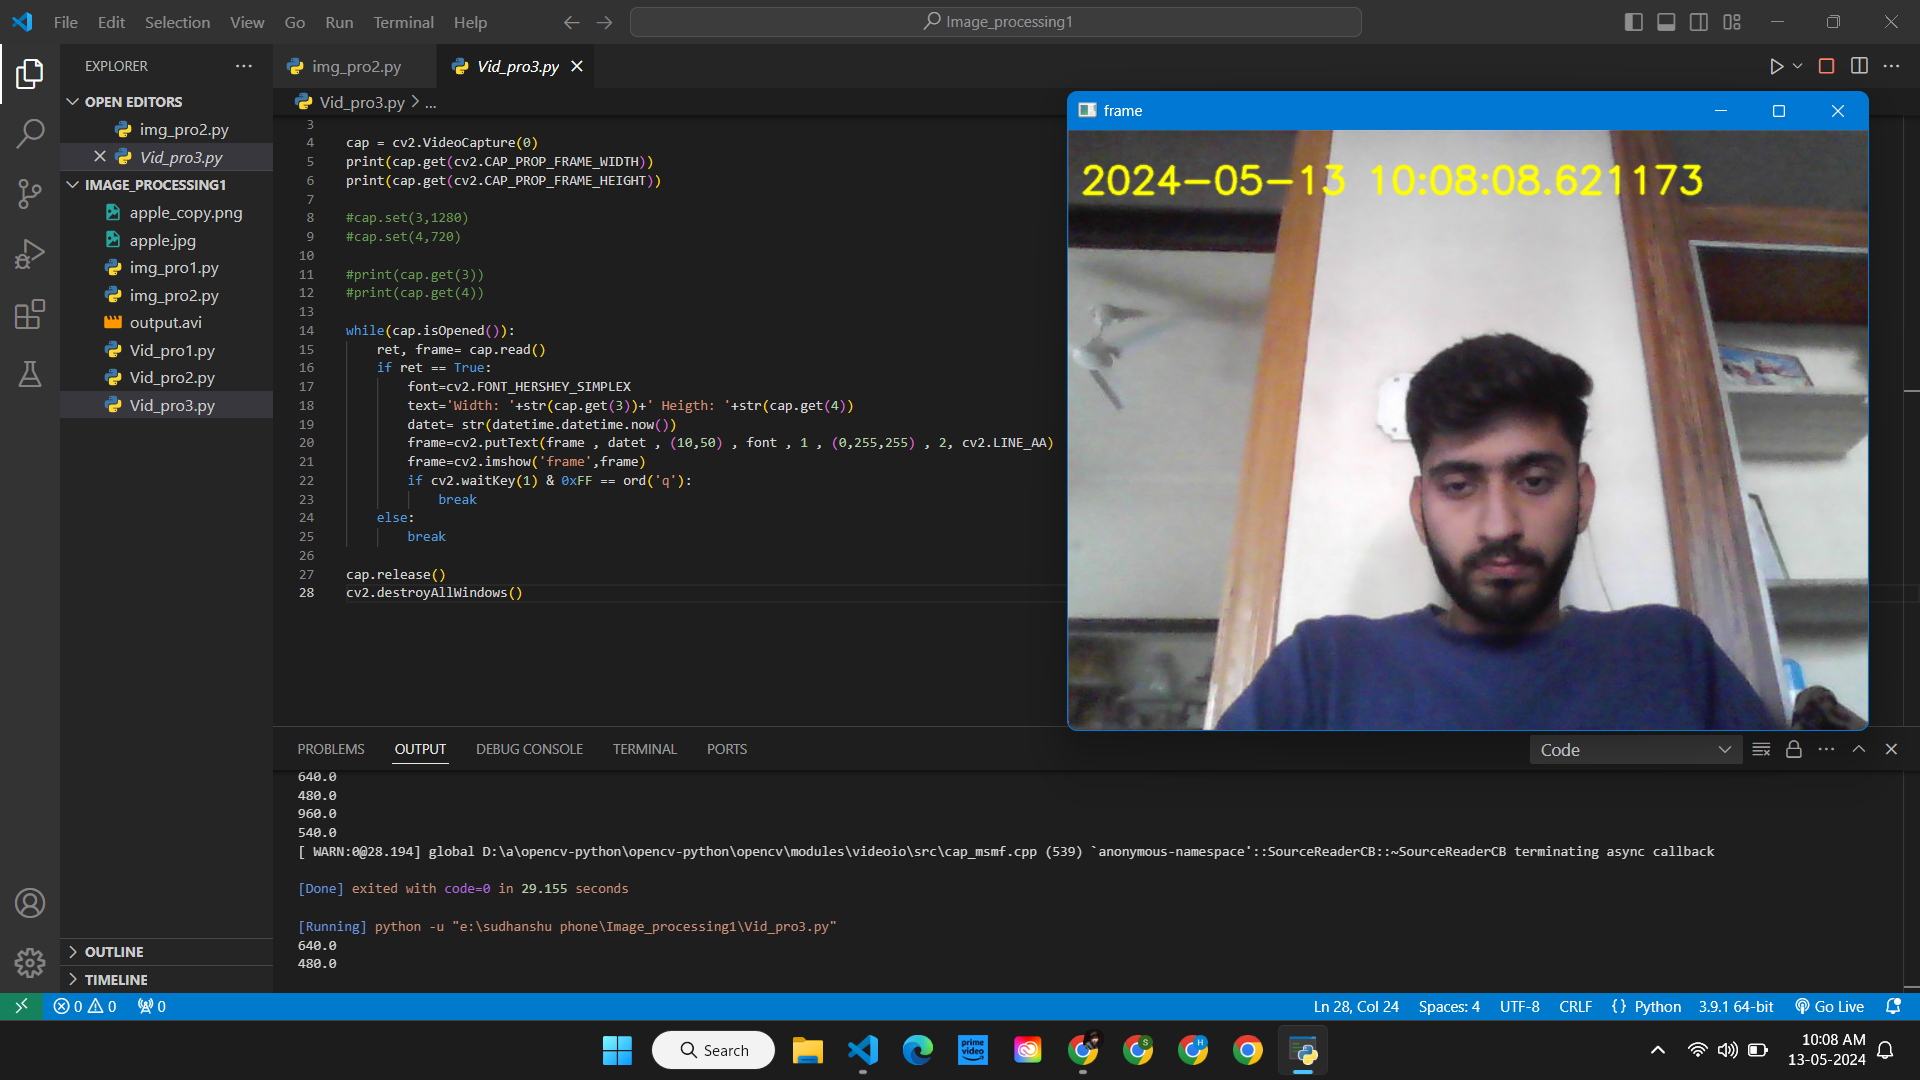 File Edit Selection View Go Run Terminal Help
Image_processing1
EXPLORER
OPEN EDITORS
img_pro2.py
Vid_pro3.py
IMAGE_PROCESSING1
apple_copy.png
apple.jpg
img_pro1.py
img_pro2.py
output.avi
Vid_pro1.py
Vid_pro2.py
Vid_pro3.py
OUTLINE
TIMELINE
img_pro2.py Vid_pro3.py
Vid_pro3.py > ...
3
4 cap = cv2.VideoCapture(0)
5 print(cap.get(cv2.CAP_PROP_FRAME_WIDTH))
6 print(cap.get(cv2.CAP_PROP_FRAME_HEIGHT))
7
8 #cap.set(3,1280)
9 #cap.set(4,720)
10
11 #print(cap.get(3))
12 #print(cap.get(4))
13
14 while(cap.isOpened()):
15 ret, frame= cap.read()
16 if ret == True:
17 font=cv2.FONT_HERSHEY_SIMPLEX
18 text='Width: '+str(cap.get(3))+' Heigth: '+str(cap.get(4))
19 datet= str(datetime.datetime.now())
20 frame=cv2.putText(frame , datet , (10,50) , font , 1 , (0,255,255) , 2, cv2.LINE_AA)
21 frame=cv2.imshow('frame',frame)
22 if cv2.waitKey(1) & 0xFF == ord('q'):
23 break
24 else:
25 break
26
27 cap.release()
28 cv2.destroyAllWindows()
frame
2024-05-13 10:08:08.621173
PROBLEMS OUTPUT DEBUG CONSOLE TERMINAL PORTS
Code
640.0
480.0
960.0
540.0
[ WARN:0@28.194] global D:\a\opencv-python\opencv-python\opencv\modules\videoio\src\cap_msmf.cpp (539) `anonymous-namespace'::SourceReaderCB::~SourceReaderCB terminating async callback
[Done] exited with code=0 in 29.155 seconds
[Running] python -u "e:\sudhanshu phone\Image_processing1\Vid_pro3.py"
640.0
480.0
0 0 0
Ln 28, Col 24 Spaces: 4 UTF-8 CRLF {} Python 3.9.1 64-bit Go Live
Search
prime video
S
H
10:08 AM
13-05-2024